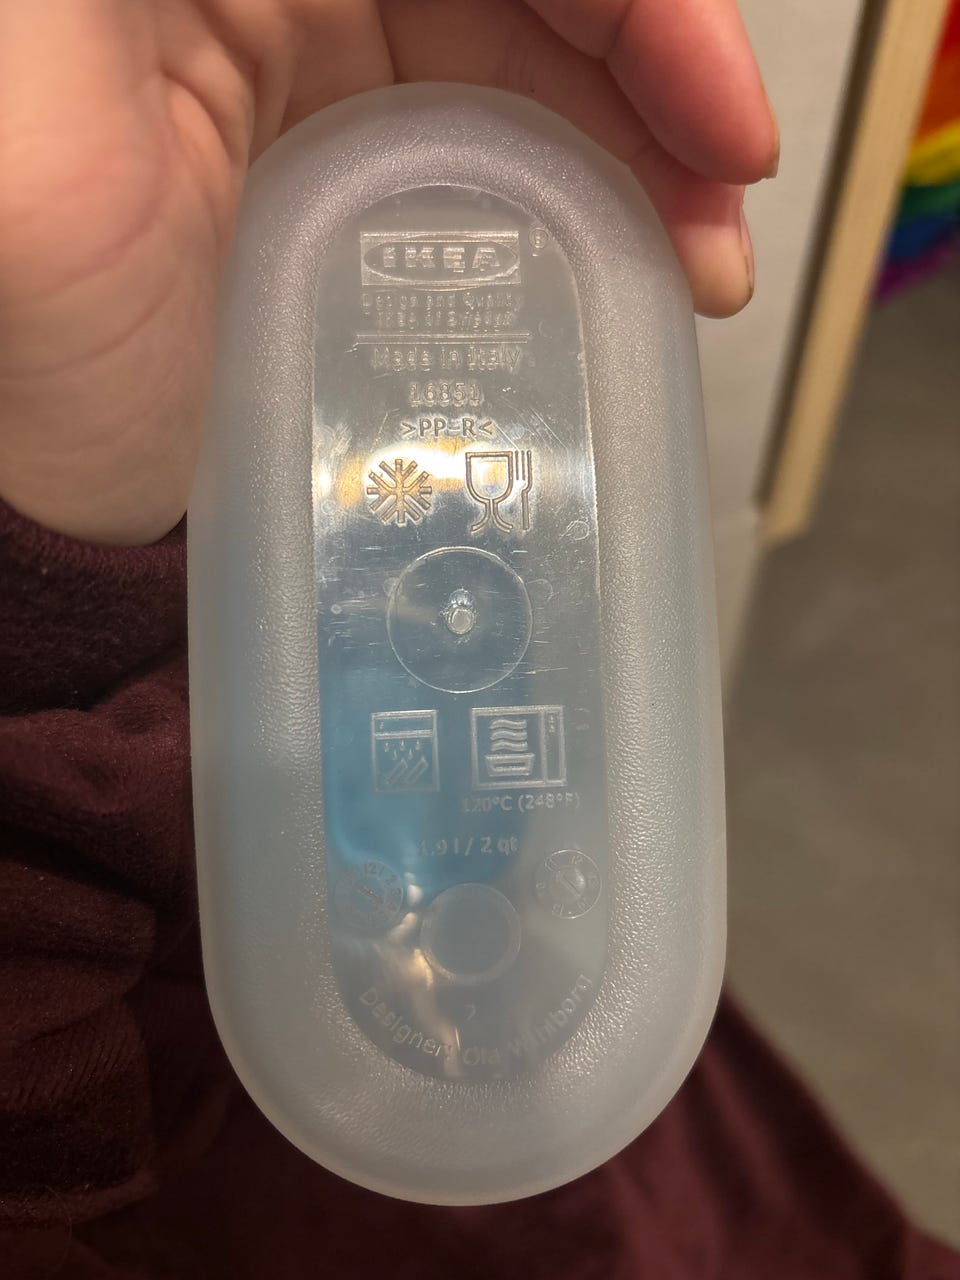 IKEA®
Design and Quality
IKEA of Sweden
Made in Italy
16851
>PP-R<
120°C (248°F)
1.9 l / 2 qt
Designer: Ola Wihlborg